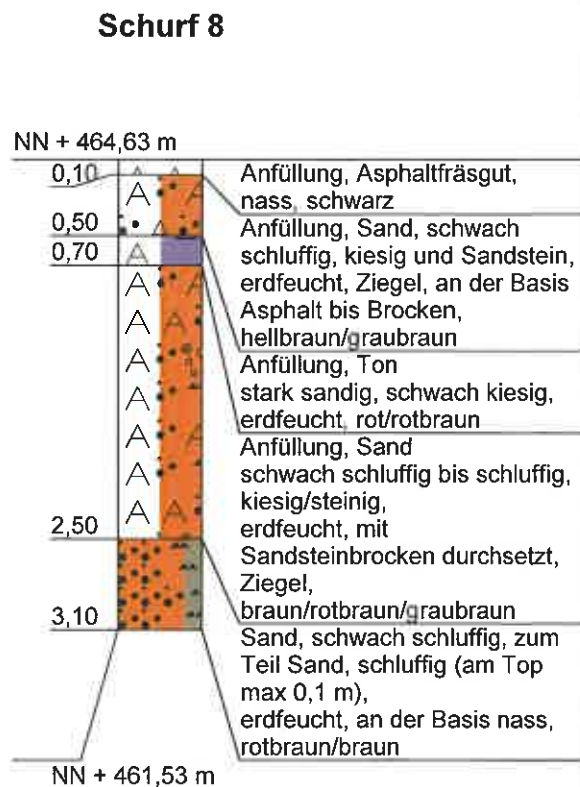 Schurf 8
NN + 464,63 m
0,10
Anfüllung, Asphaltfräsgut,
nass, schwarz
0,50
Anfüllung, Sand, schwach
schluffig, kiesig und Sandstein,
erdfeucht, Ziegel, an der Basis
Asphalt bis Brocken,
hellbraun/graubraun
0,70
Anfüllung, Ton
stark sandig, schwach kiesig,
erdfeucht, rot/rotbraun
2,50
Anfüllung, Sand
schwach schluffig bis schluffig,
kiesig/steinig,
erdfeucht, mit
Sandsteinbrocken durchsetzt,
Ziegel,
braun/rotbraun/graubraun
3,10
Sand, schwach schluffig, zum
Teil Sand, schluffig (am Top
max 0,1 m),
erdfeucht, an der Basis nass,
rotbraun/braun
NN + 461,53 m